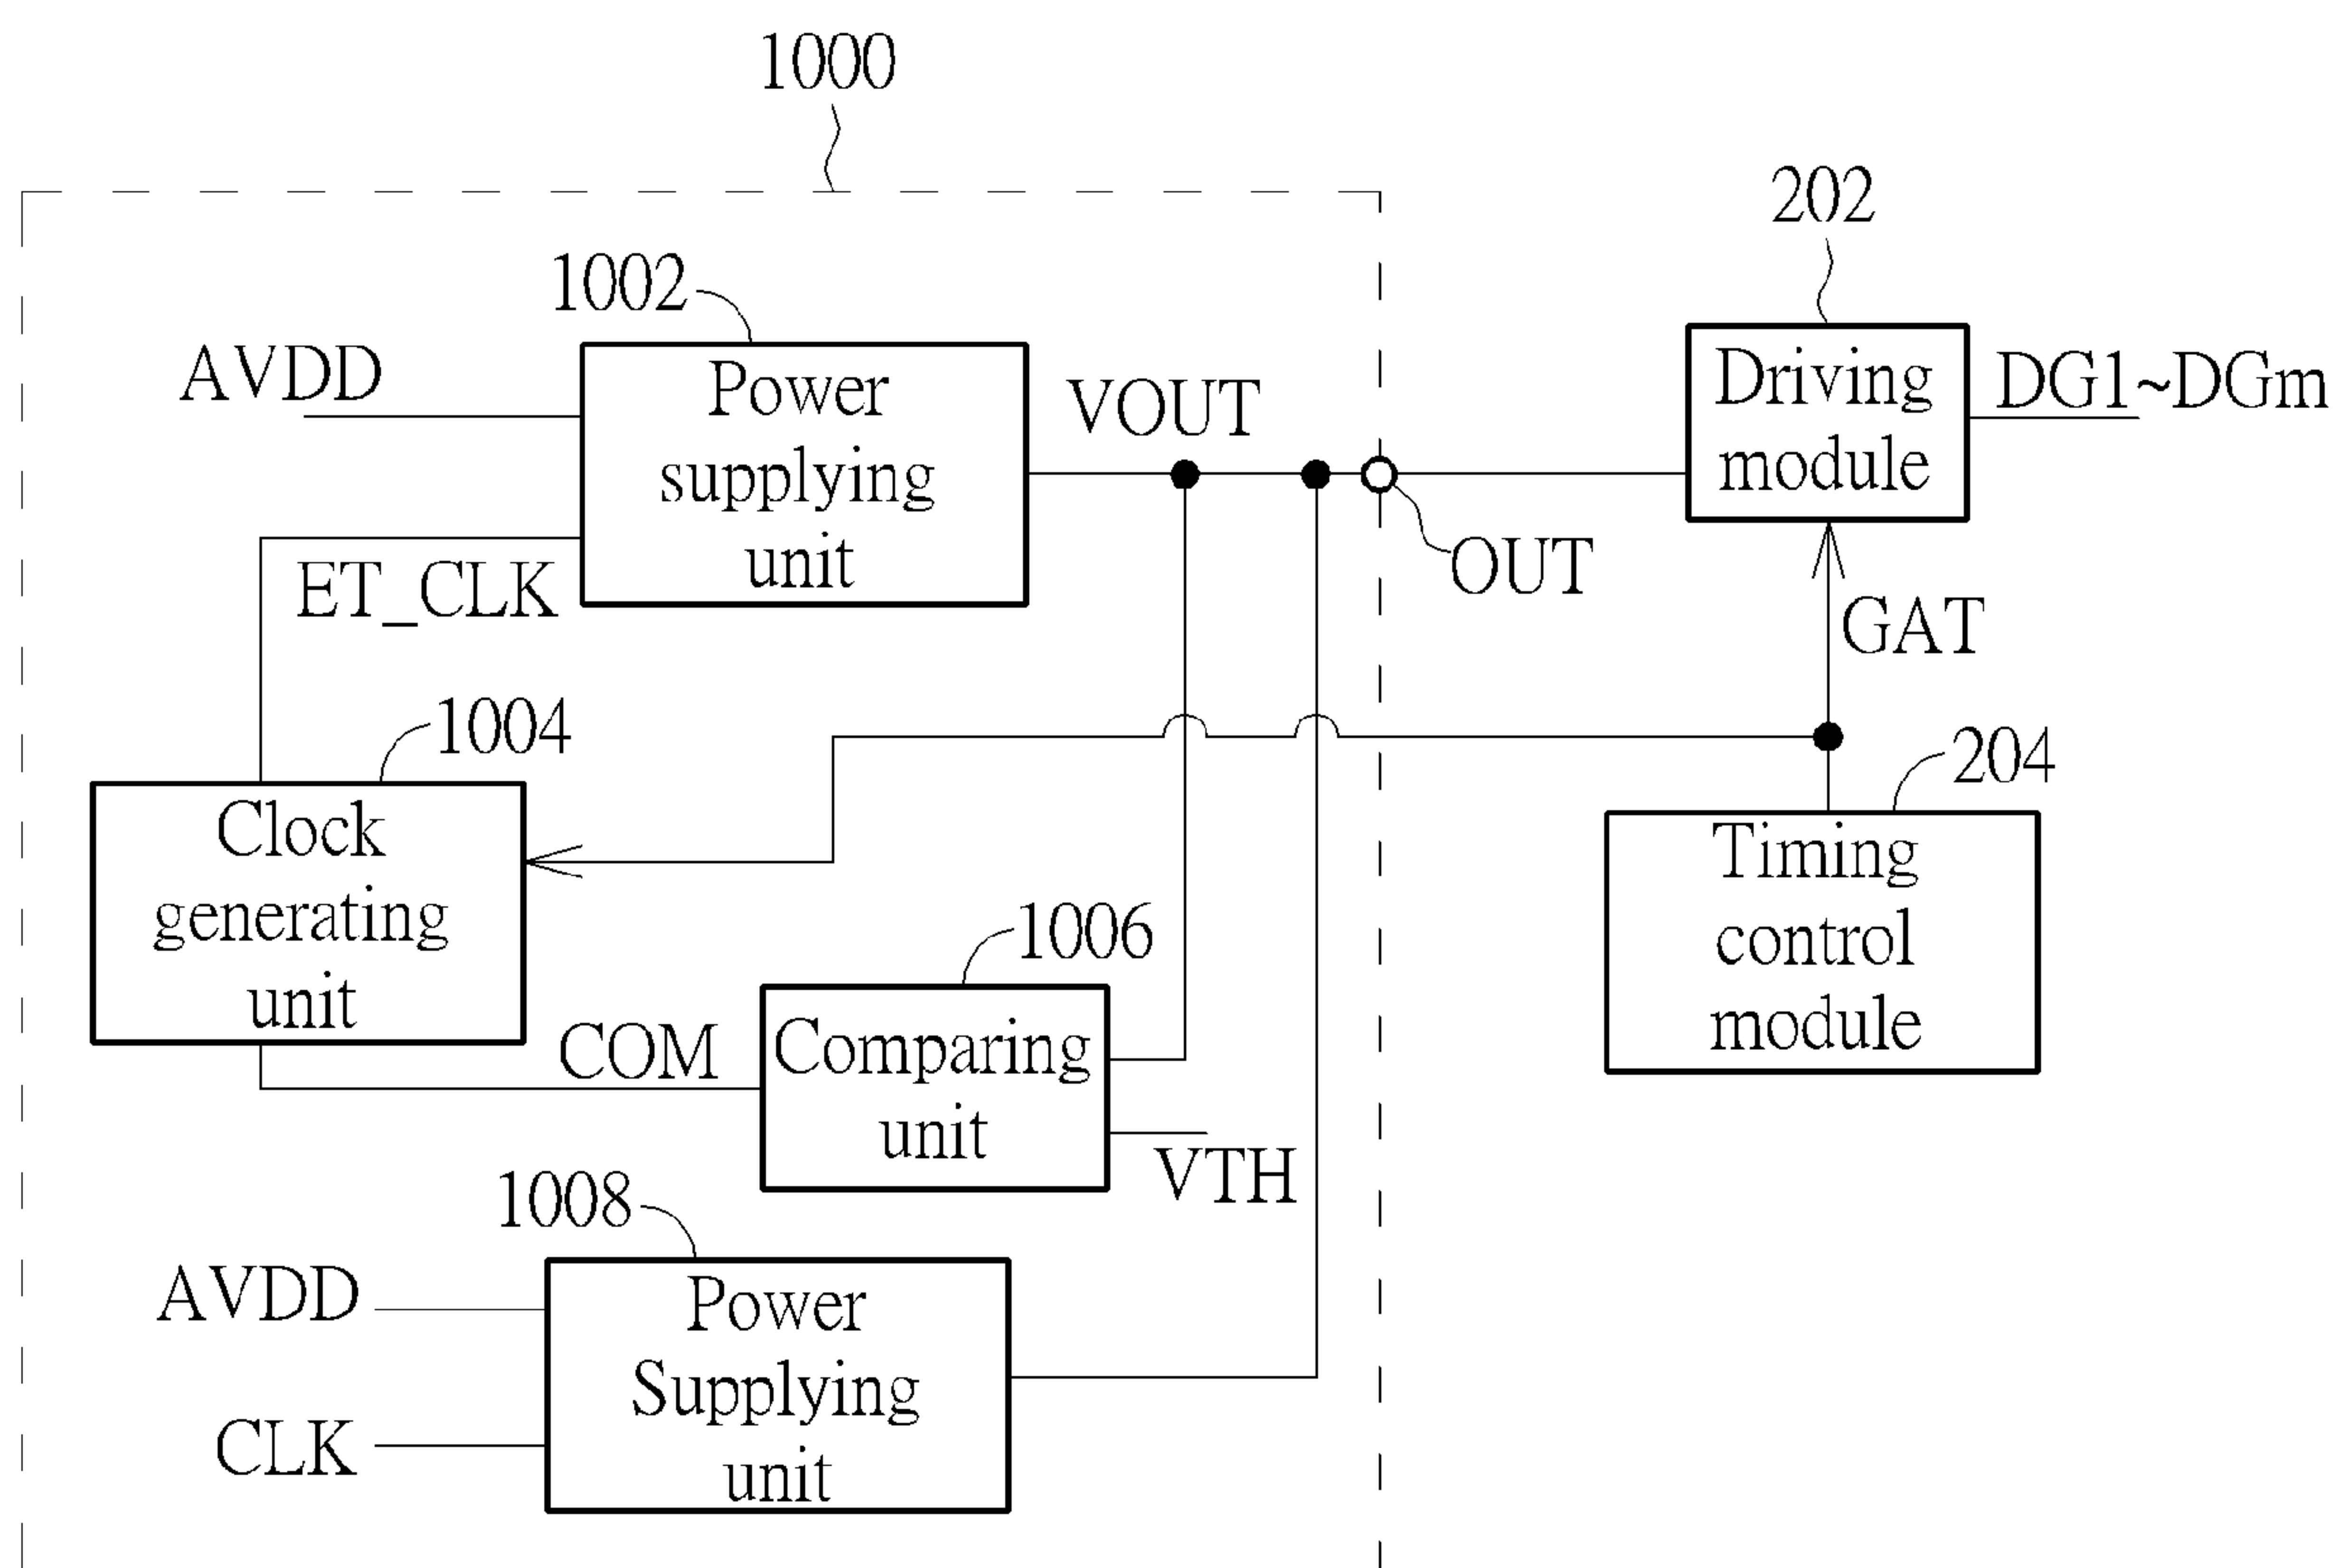 1000
202
1002
AVDD
Power
supplying
unit
VOUT
Driving
module
DG1~DGm
ET_CLK
OUT
GAT
1004
204
Clock
generating
unit
Timing
control
module
1006
COM
Comparing
unit
VTH
1008
AVDD
Power
Supplying
unit
CLK